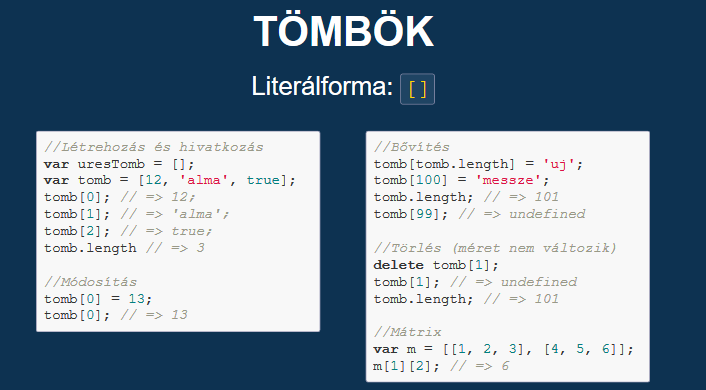 TÖMBÖK
Literálforma: []
//Létrehozás és hivatkozás
var uresTomb = [];
var tomb = [12, 'alma', true];
tomb[0]; // => 12;
tomb[1]; // => 'alma';
tomb[2]; // => true;
tomb.length // => 3

//Módosítás
tomb[0] = 13;
tomb[0]; // => 13
//Bővítés
tomb[tomb.length] = 'uj';
tomb[100] = 'messze';
tomb.length; // => 101
tomb[99]; // => undefined

//Törlés (méret nem változik)
delete tomb[1];
tomb[1]; // => undefined
tomb.length; // => 101

//Mátrix
var m = [[1, 2, 3], [4, 5, 6]];
m[1][2]; // => 6